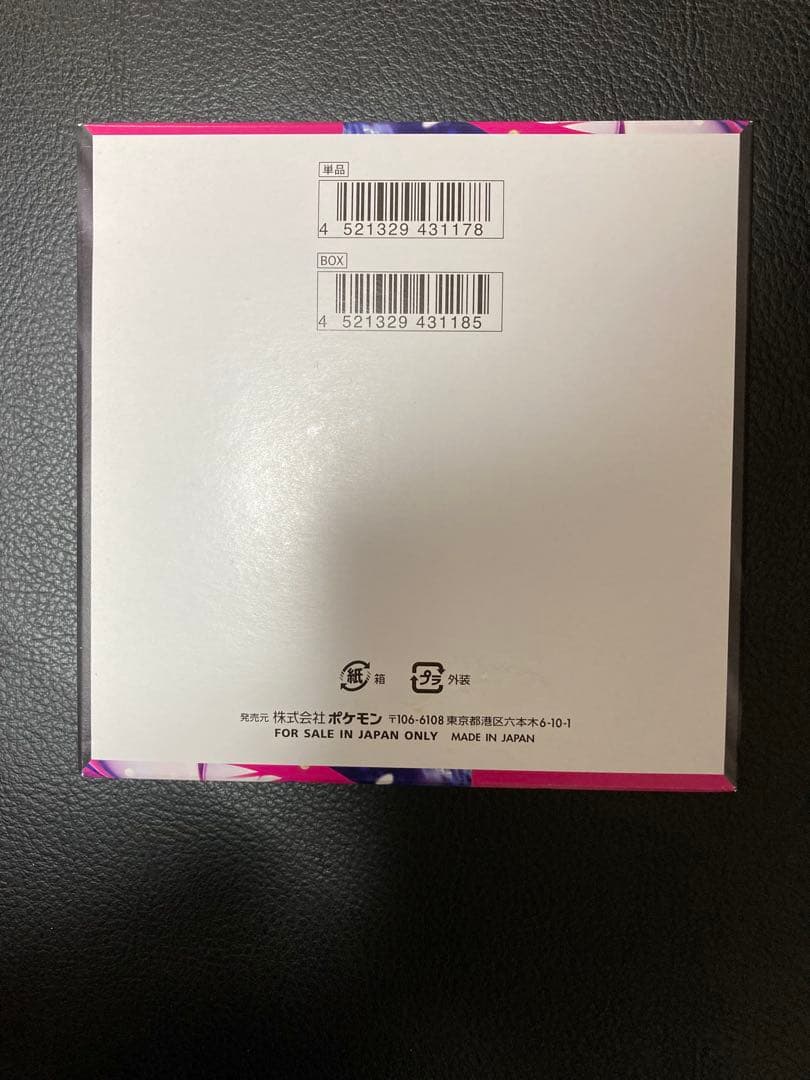 単品
4 521329 431178
BOX
4 521329 431185
紙 箱 プラ 外装
発売元 株式会社ポケモン 〒106-6108 東京都港区六本木6-10-1
FOR SALE IN JAPAN ONLY MADE IN JAPAN